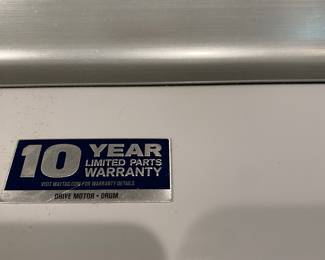 10 YEAR
LIMITED PARTS
WARRANTY
VISIT MAYTAG.COM FOR WARRANTY DETAILS
DRIVE MOTOR • DRUM